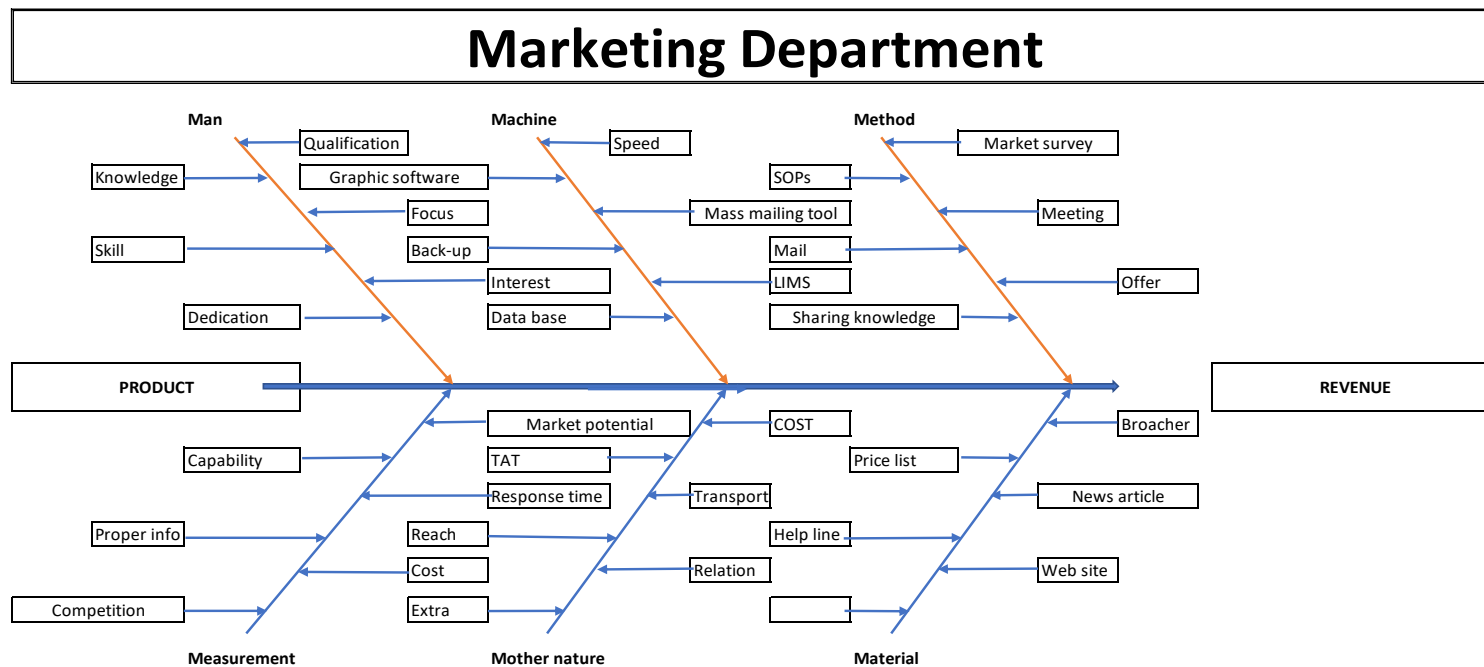 Marketing Department
Man
Machine
Method
Qualification
Speed
Market survey
Knowledge
Graphic software
SOPs
Focus
Mass mailing tool
Meeting
Skill
Back-up
Mail
Interest
LIMS
Offer
Dedication
Data base
Sharing knowledge
PRODUCT
REVENUE
Market potential
COST
Broacher
Capability
TAT
Price list
Response time
Transport
News article
Proper info
Reach
Help line
Cost
Relation
Web site
Competition
Extra
Measurement
Mother nature
Material